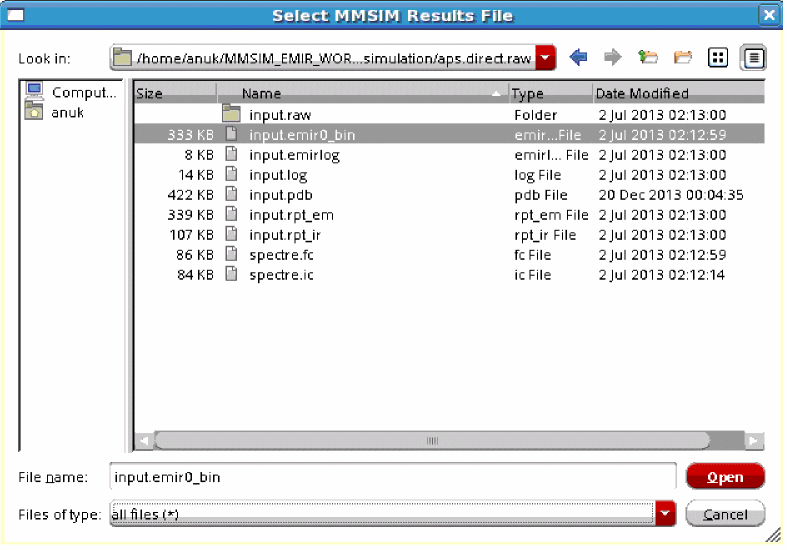 Select MMSIM Results File
Look in: /home/anuk/MMSIM_EMIR_WOR...simulation/aps.direct.raw
Comput...
anuk
Size Name Type Date Modified
input.raw Folder 2 Jul 2013 02:13:00
333 KB input.emir0_bin emir...File 2 Jul 2013 02:12:59
8 KB input.emirlog emirl... File 2 Jul 2013 02:13:00
14 KB input.log log File 2 Jul 2013 02:13:00
422 KB input.pdb pdb File 20 Dec 2013 00:04:35
339 KB input.rpt_em rpt_em File 2 Jul 2013 02:13:00
107 KB input.rpt_ir rpt_ir File 2 Jul 2013 02:13:00
86 KB spectre.fc fc File 2 Jul 2013 02:12:59
84 KB spectre.ic ic File 2 Jul 2013 02:12:14
File name: input.emir0_bin Open
Files of type: all files (*) Cancel